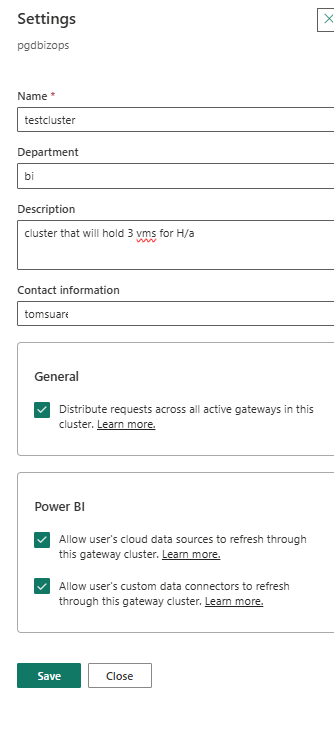 Settings
pgdbizops
Name *
testcluster
Department
bi
Description
cluster that will hold 3 vms for H/a
Contact information
tomsuare
General
Distribute requests across all active gateways in this
cluster. Learn more.
Power BI
Allow user's cloud data sources to refresh through
this gateway cluster. Learn more.
Allow user's custom data connectors to refresh
through this gateway cluster. Learn more.
Save
Close